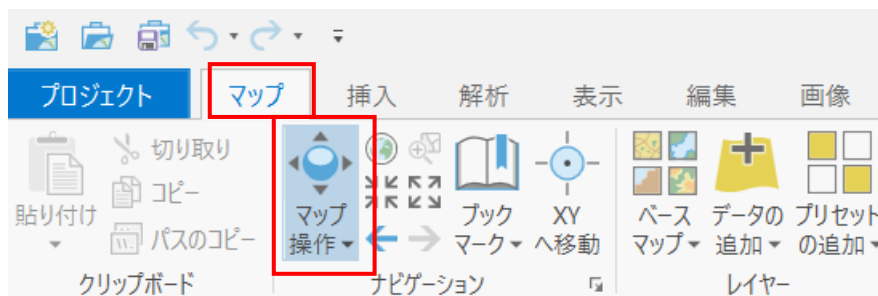 プロジェクト マップ 挿入 解析 表示 編集 画像
貼り付け
切り取り
コピー
パスのコピー
クリップボード
マップ
操作
ブック
マーク
XY
へ移動
ナビゲーション
ベース
マップ
データの
追加
プリセット
の追加
レイヤー